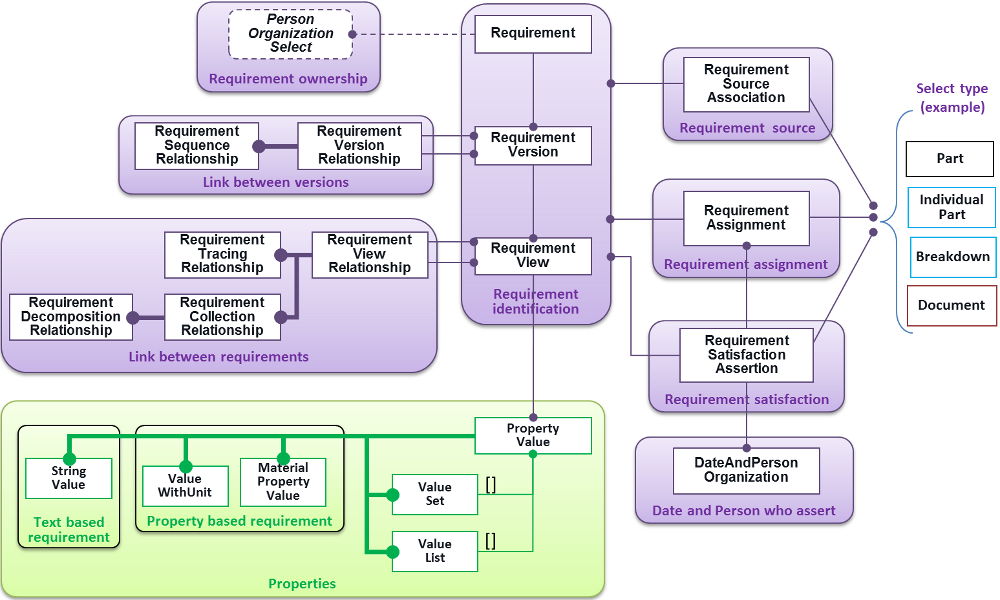 Person
Organization
Select
Requirement ownership
Requirement
Requirement
Source
Association
Requirement source
Select type
(example)
Part
Individual
Part
Breakdown
Document
Requirement
Sequence
Relationship
Requirement
Version
Relationship
Link between versions
Requirement
Version
Requirement
Assignment
Requirement assignment
Requirement
Tracing
Relationship
Requirement
View
Relationship
Requirement
View
Requirement
identification
Requirement
Decomposition
Relationship
Requirement
Collection
Relationship
Link between requirements
Requirement
Satisfaction
Assertion
Requirement satisfaction
Property
Value
String
Value
Text based
requirement
Value
WithUnit
Material
Property
Value
Property based requirement
Value
Set
[]
Value
List
[]
Properties
DateAndPerson
Organization
Date and Person who assert